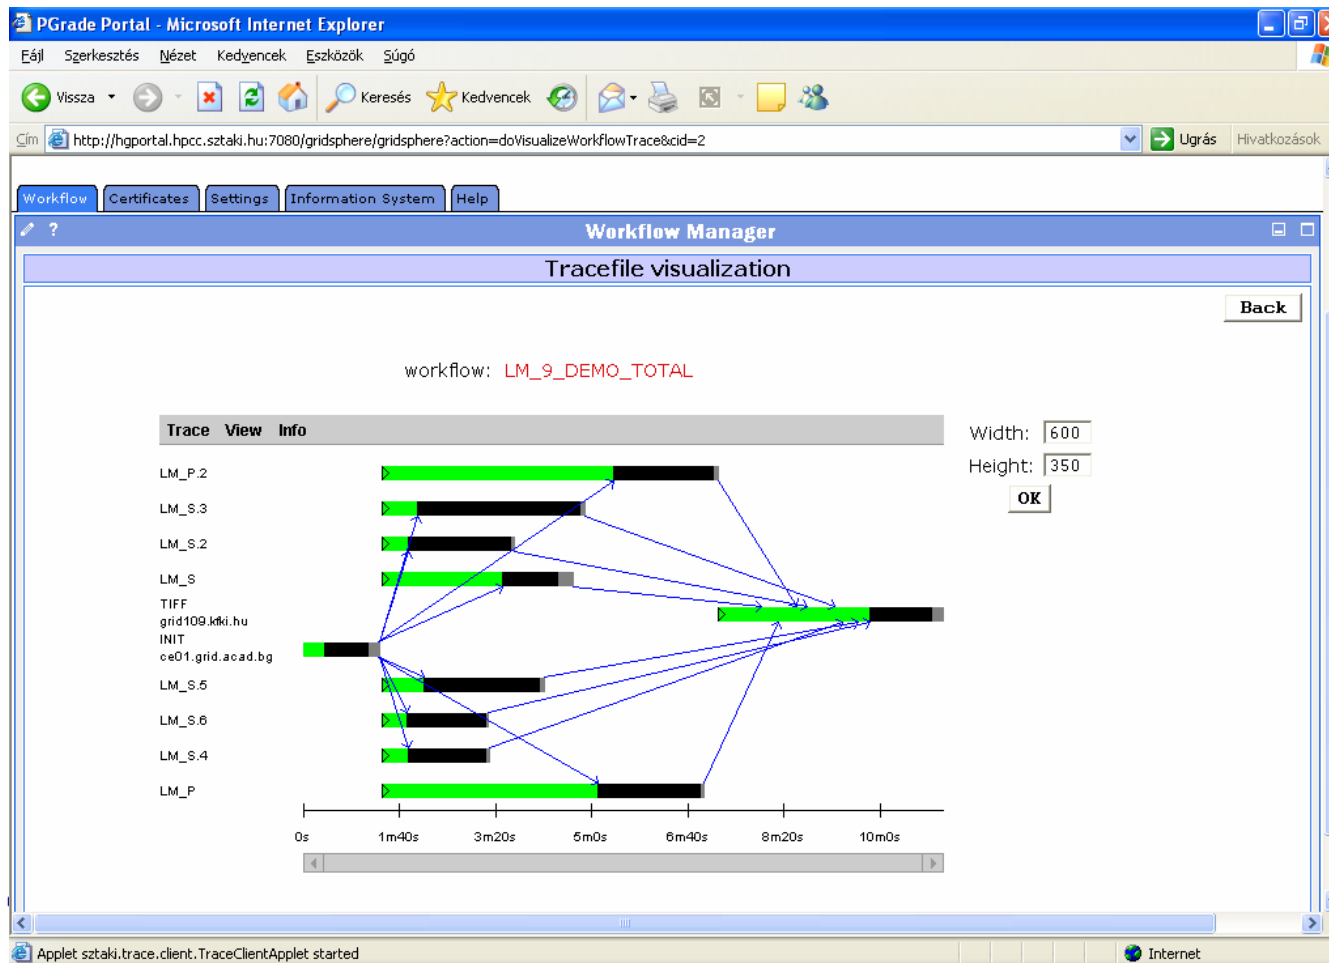 PGrade Portal - Microsoft Internet Explorer
Fájl Szerkesztés Nézet Kedvencek Eszközök Súgó
Vissza Keresés Kedvencek
Cím http://hgportal.hpcc.sztaki.hu:7080/gridsphere/gridsphere?action=doVisualizeWorkflowTrace&cid=2 Ugrás Hivatkozások
Workflow Certificates Settings Information System Help
? Workflow Manager
Tracefile visualization
Back
workflow: LM_9_DEMO_TOTAL
Trace View Info
Width: 600
Height: 350
OK
LM_P.2
LM_S.3
LM_S.2
LM_S
TIFF
grid109.kfki.hu
INIT
ce01.grid.acad.bg
LM_S.5
LM_S.6
LM_S.4
LM_P
0s 1m40s 3m20s 5m0s 6m40s 8m20s 10m0s
Applet sztaki.trace.client.TraceClientApplet started Internet